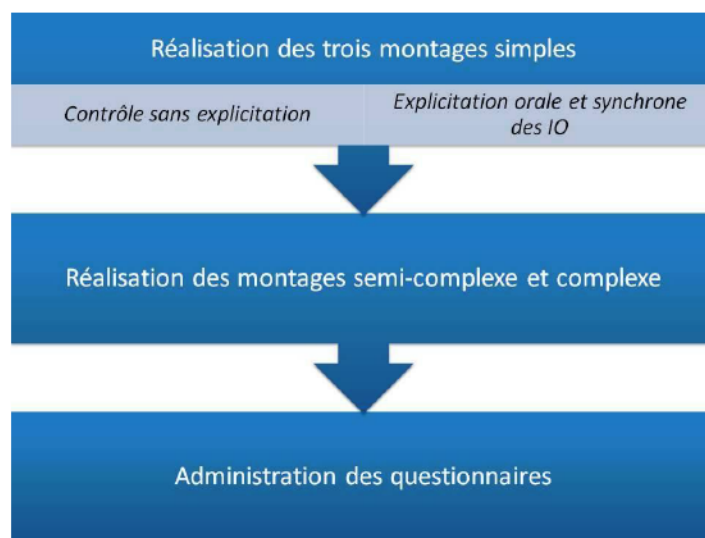 Réalisation des trois montages simples
Contrôle sans explicitation
Explicitation orale et synchrone
des IO
Réalisation des montages semi-complexe et complexe
Administration des questionnaires